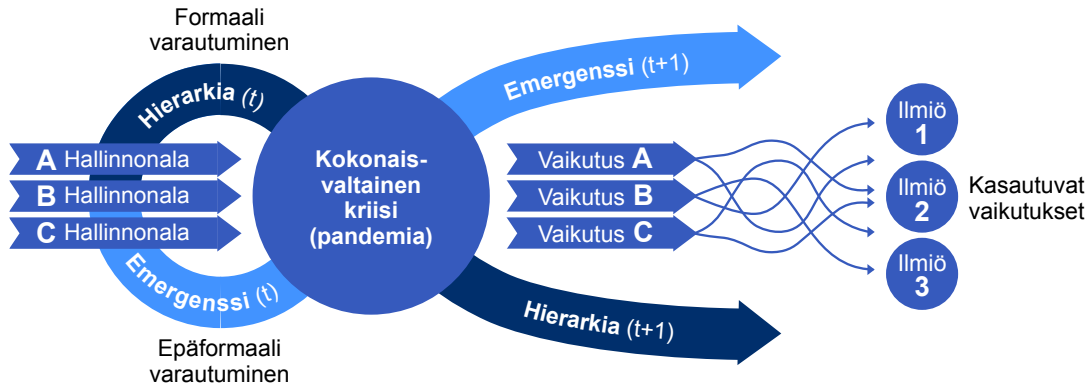 Formaali
varautuminen
Hierarkia (t)
A Hallinnonala
B Hallinnonala
C Hallinnonala
Emergenssi (t)
Epäformaali
varautuminen
Kokonais-
valtainen
kriisi
(pandemia)
Emergenssi (t+1)
Vaikutus A
Vaikutus B
Vaikutus C
Hierarkia (t+1)
Ilmiö
1
Ilmiö
2
Ilmiö
3
Kasautuvat
vaikutukset